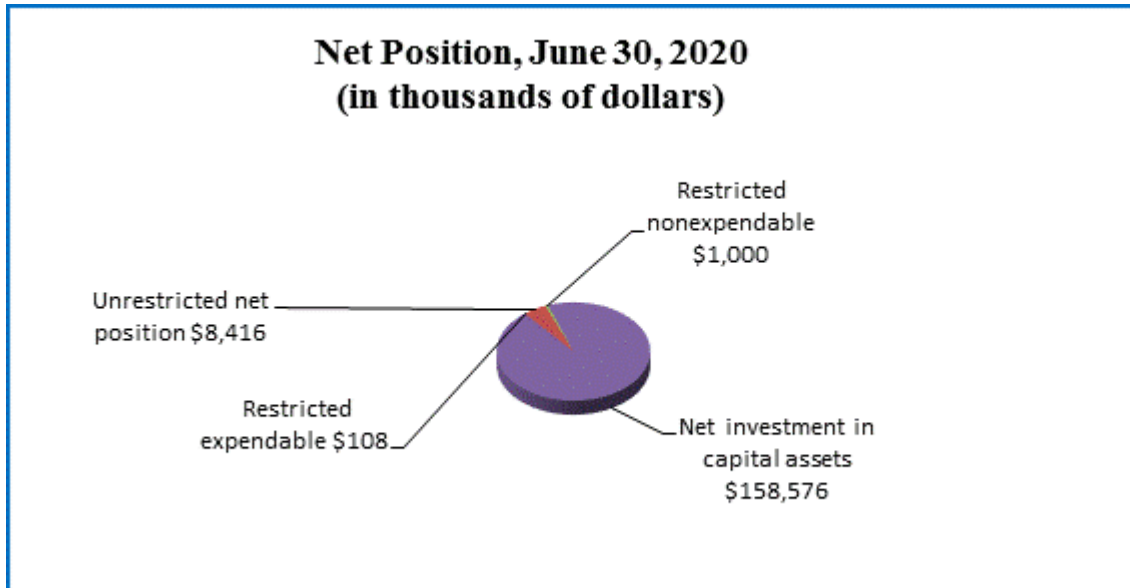 Net Position, June 30, 2020
(in thousands of dollars)
Restricted
nonexpendable
$1,000
Unrestricted net
position $8,416
Restricted
expendable $108
Net investment in
capital assets
$158,576